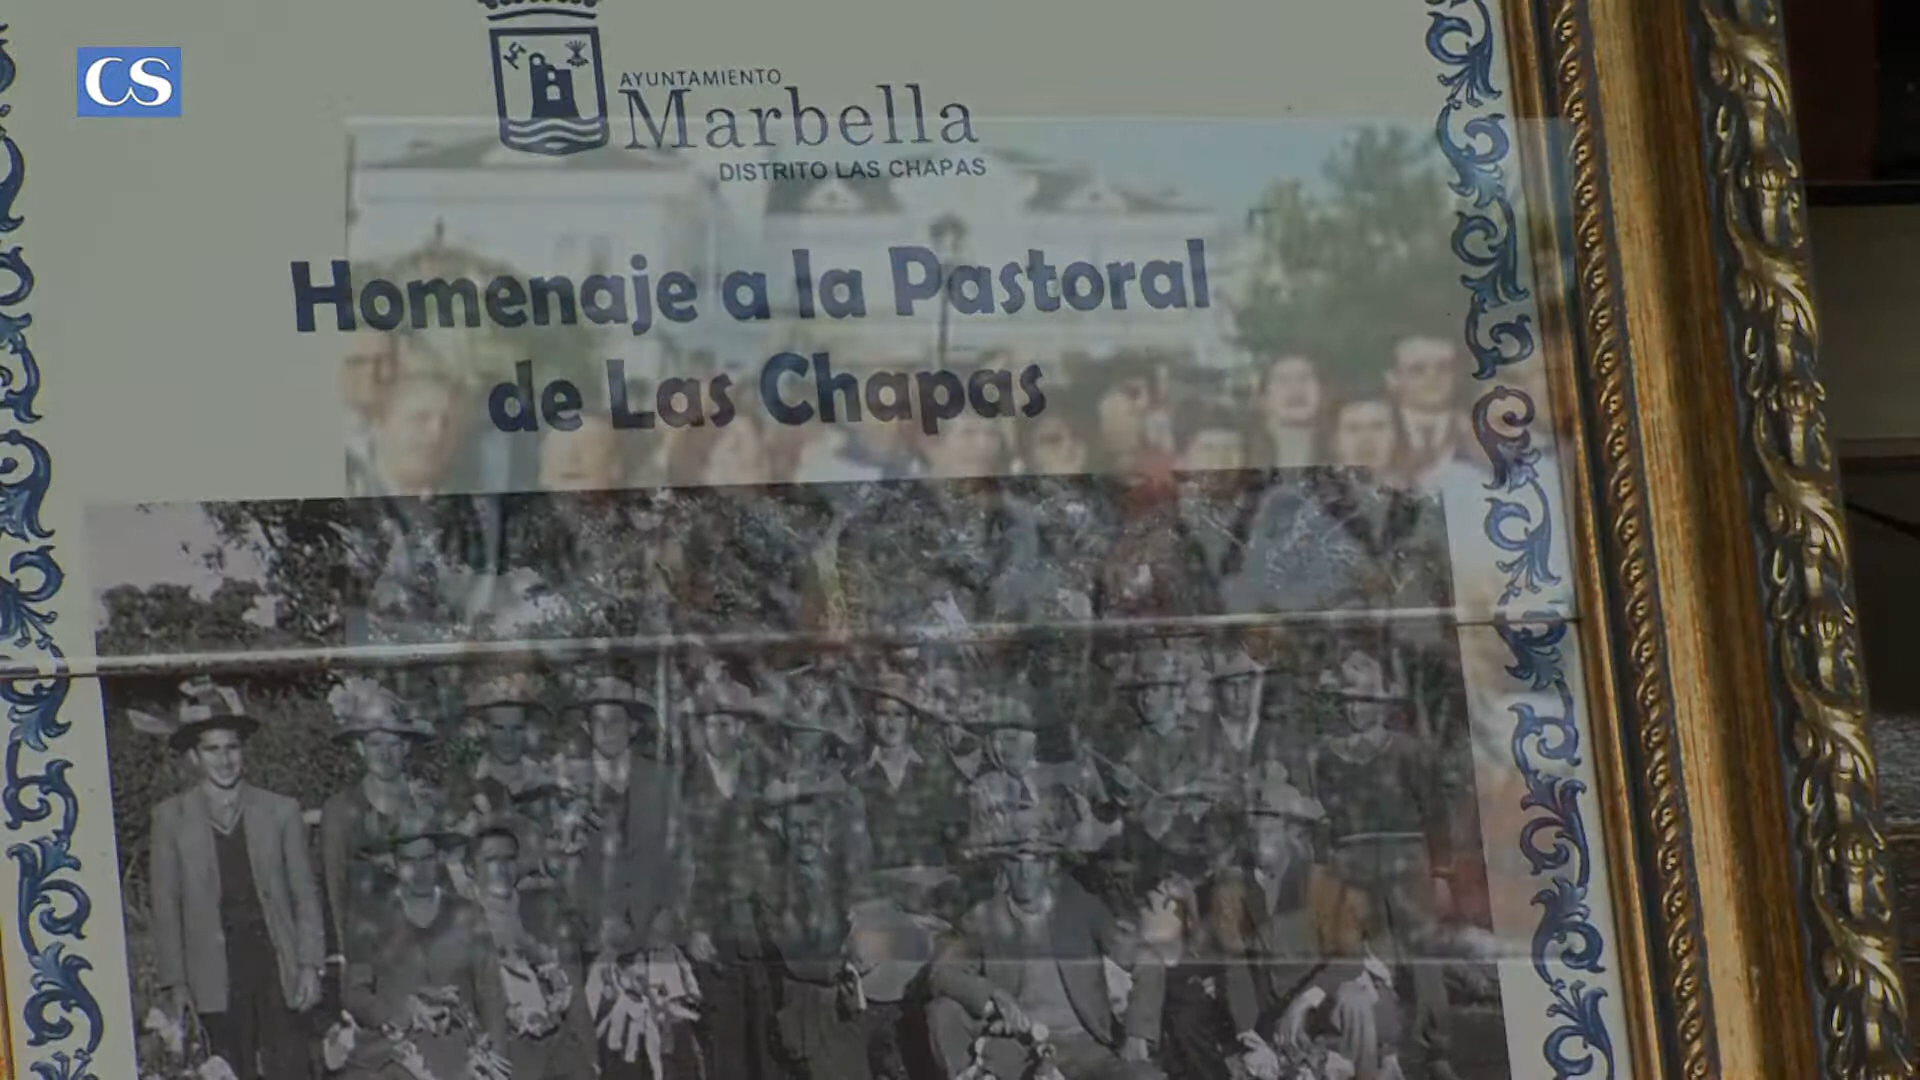 CS
AYUNTAMIENTO
Marbella
DISTRITO LAS CHAPAS
Homenaje a la Pastoral
de Las Chapas